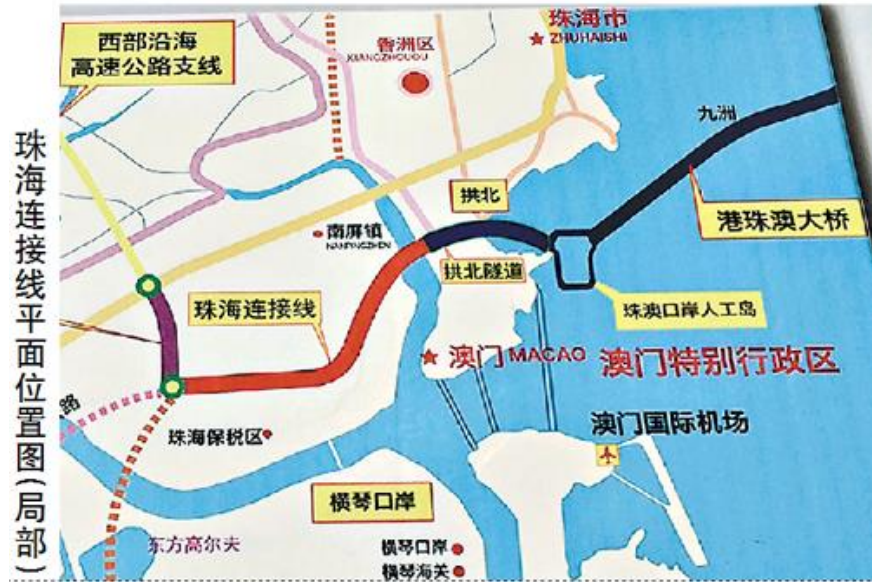 珠海连接线平面位置图(局部)
西部沿海
高速公路支线
香洲区
XIANGZHOUQU
珠海市
ZHUHAISHI
九洲
拱北
港珠澳大桥
南屏镇
NANPINGZHEN
拱北隧道
珠海连接线
珠澳口岸人工岛
澳门 MACAO
澳门特别行政区
路
珠海保税区
澳门国际机场
横琴口岸
东方高尔夫
横琴口岸
横琴海关